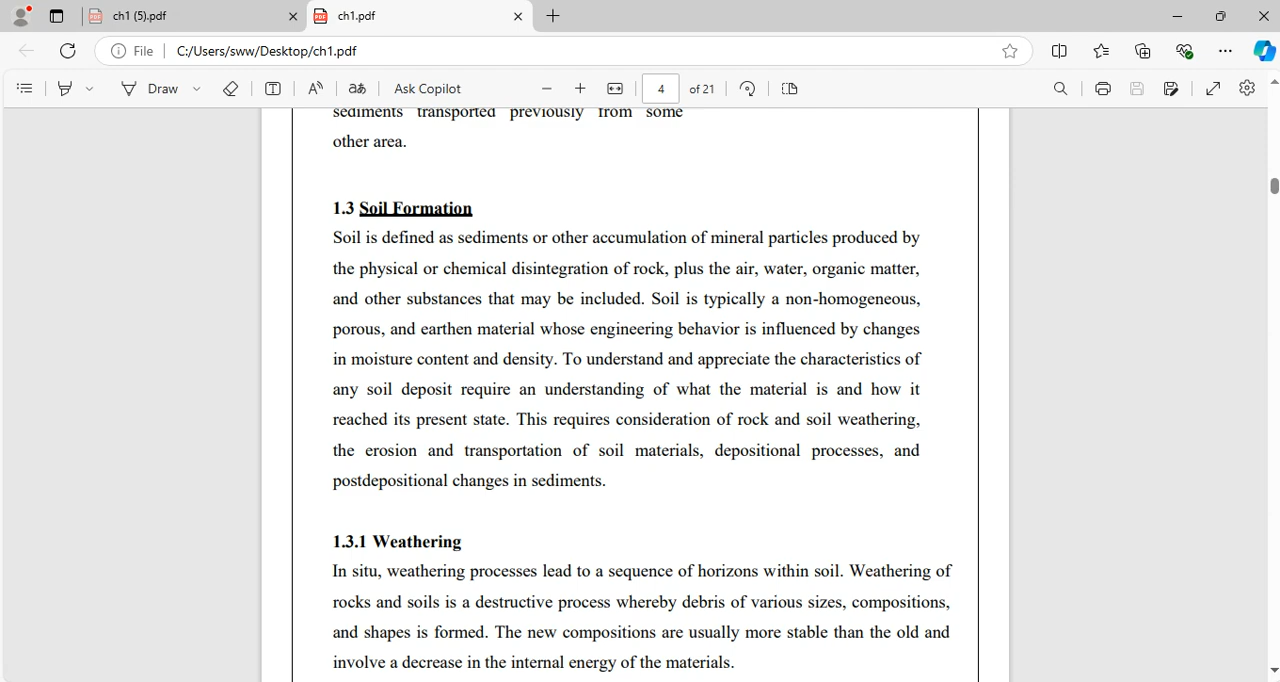 ch1 (5).pdf
ch1.pdf
File
C:/Users/sww/Desktop/ch1.pdf
Draw
Ask Copilot
4
of 21
sediments transported previously from some
other area.
1.3 Soil Formation
Soil is defined as sediments or other accumulation of mineral particles produced by
the physical or chemical disintegration of rock, plus the air, water, organic matter,
and other substances that may be included. Soil is typically a non-homogeneous,
porous, and earthen material whose engineering behavior is influenced by changes
in moisture content and density. To understand and appreciate the characteristics of
any soil deposit require an understanding of what the material is and how it
reached its present state. This requires consideration of rock and soil weathering,
the erosion and transportation of soil materials, depositional processes, and
postdepositional changes in sediments.
1.3.1 Weathering
In situ, weathering processes lead to a sequence of horizons within soil. Weathering of
rocks and soils is a destructive process whereby debris of various sizes, compositions,
and shapes is formed. The new compositions are usually more stable than the old and
involve a decrease in the internal energy of the materials.